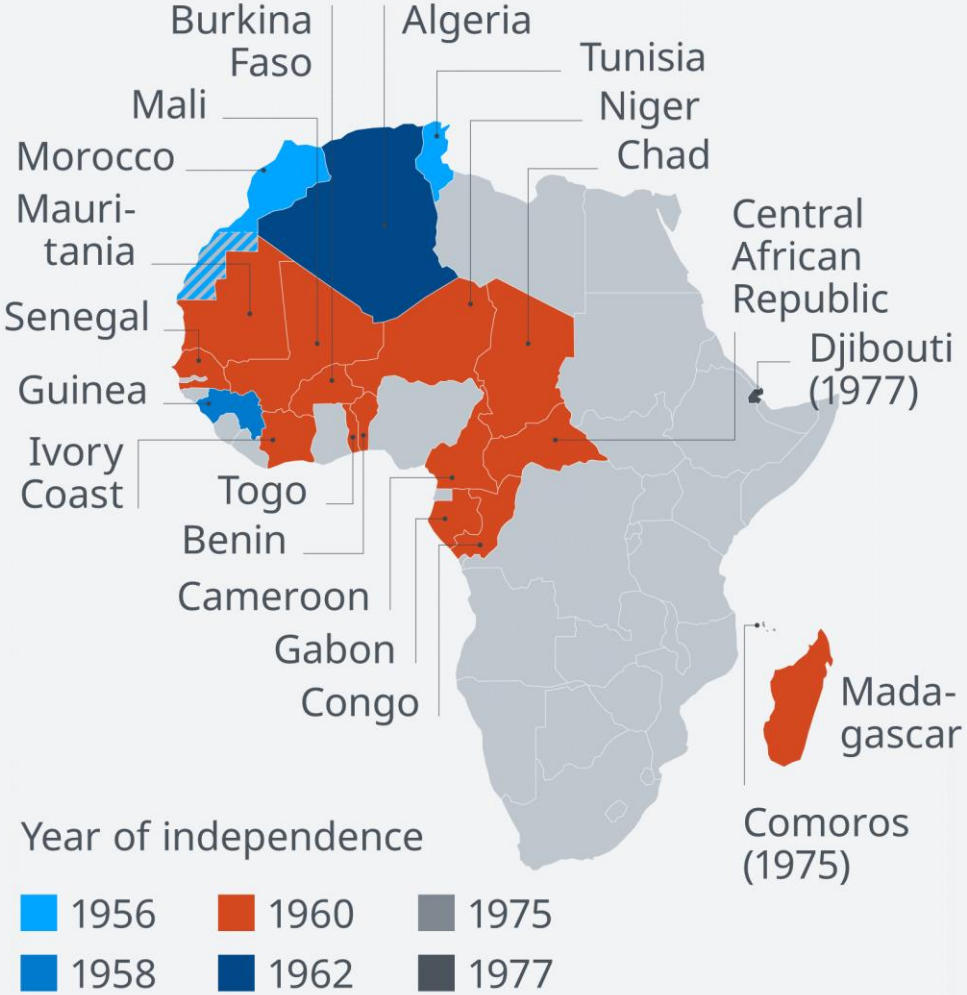 Burkina
Faso
Algeria
Tunisia
Mali
Niger
Morocco
Chad
Mauri-
tania
Central
African
Republic
Senegal
Djibouti
(1977)
Guinea
Ivory
Coast
Togo
Benin
Cameroon
Gabon
Congo
Mada-
gascar
Comoros
(1975)
Year of independence
1956
1960
1975
1958
1962
1977